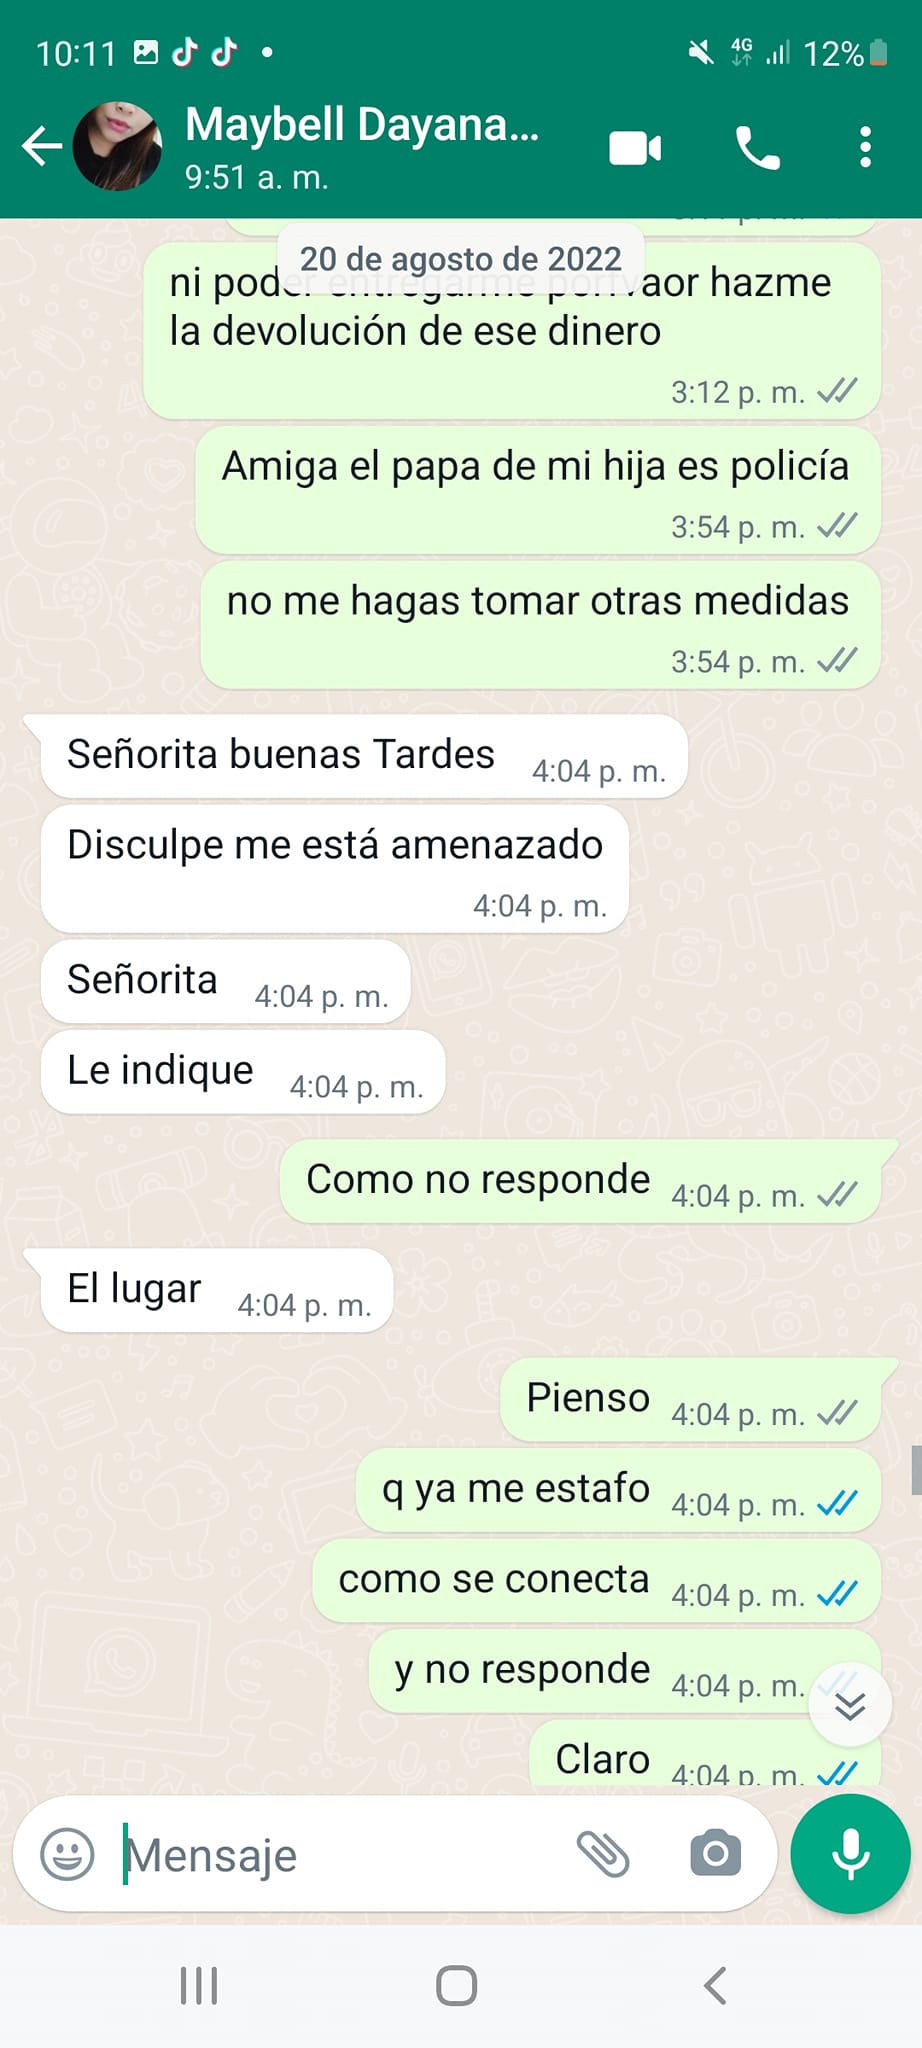 10:11
4G
12%
Maybell Dayana...
9:51 a. m.
20 de agosto de 2022
ni poder entregarme porfvaor hazme
la devolución de ese dinero
3:12 p. m.
Amiga el papa de mi hija es policía
3:54 p. m.
no me hagas tomar otras medidas
3:54 p. m.
Señorita buenas Tardes
4:04 p. m.
Disculpe me está amenazado
4:04 p. m.
Señorita
4:04 p. m.
Le indique
4:04 p. m.
Como no responde
4:04 p. m.
El lugar
4:04 p. m.
Pienso
4:04 p. m.
q ya me estafo
4:04 p. m.
como se conecta
4:04 p. m.
y no responde
4:04 p. m.
Claro
4:04 p. m.
Mensaje